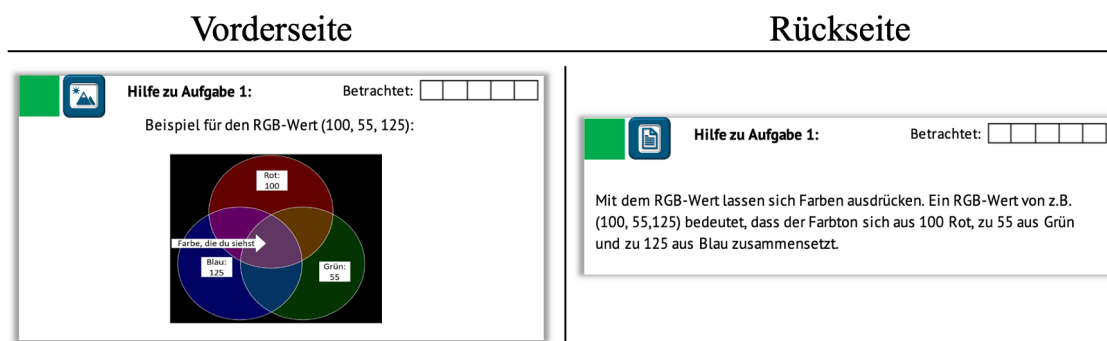 Vorderseite
Rückseite
Hilfe zu Aufgabe 1:
Betrachtet:
Beispiel für den RGB-Wert (100, 55, 125):
Rot:
100
Farbe, die du siehst
Blau:
125
Grün:
55
Hilfe zu Aufgabe 1:
Betrachtet:
Mit dem RGB-Wert lassen sich Farben ausdrücken. Ein RGB-Wert von z.B.
(100, 55,125) bedeutet, dass der Farbton sich aus 100 Rot, zu 55 aus Grün
und zu 125 aus Blau zusammensetzt.